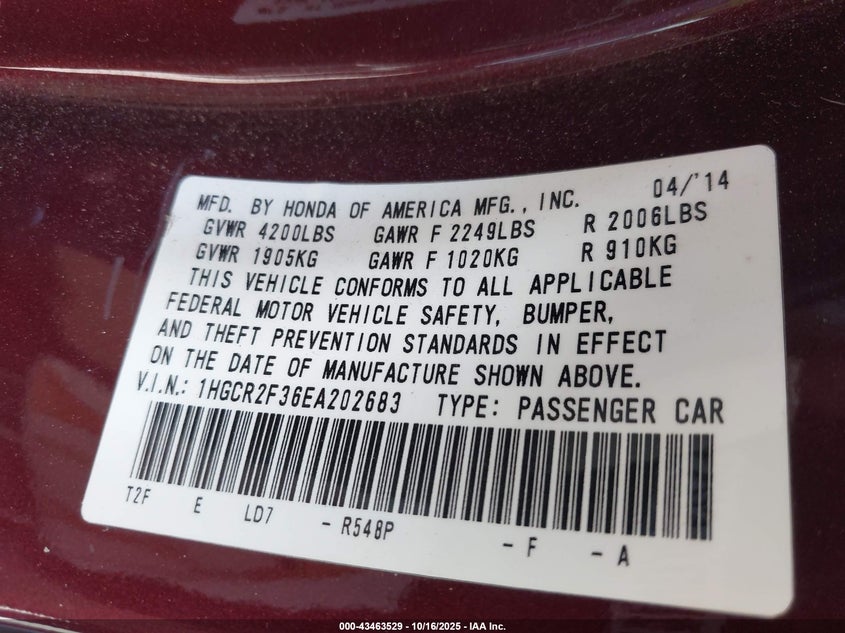 MFD. BY HONDA OF AMERICA MFG., INC. 04/'14
GVWR 4200LBS GAWR F 2249LBS R 2006LBS
GVWR 1905KG GAWR F 1020KG R 910KG
THIS VEHICLE CONFORMS TO ALL APPLICABLE
FEDERAL MOTOR VEHICLE SAFETY, BUMPER,
AND THEFT PREVENTION STANDARDS IN EFFECT
ON THE DATE OF MANUFACTURE SHOWN ABOVE.
V.I.N.: 1HGCR2F36EA202683 TYPE: PASSENGER CAR
T2F E LD7 - R548P - F - A
000-43463529 - 10/16/2025 - IAA Inc.